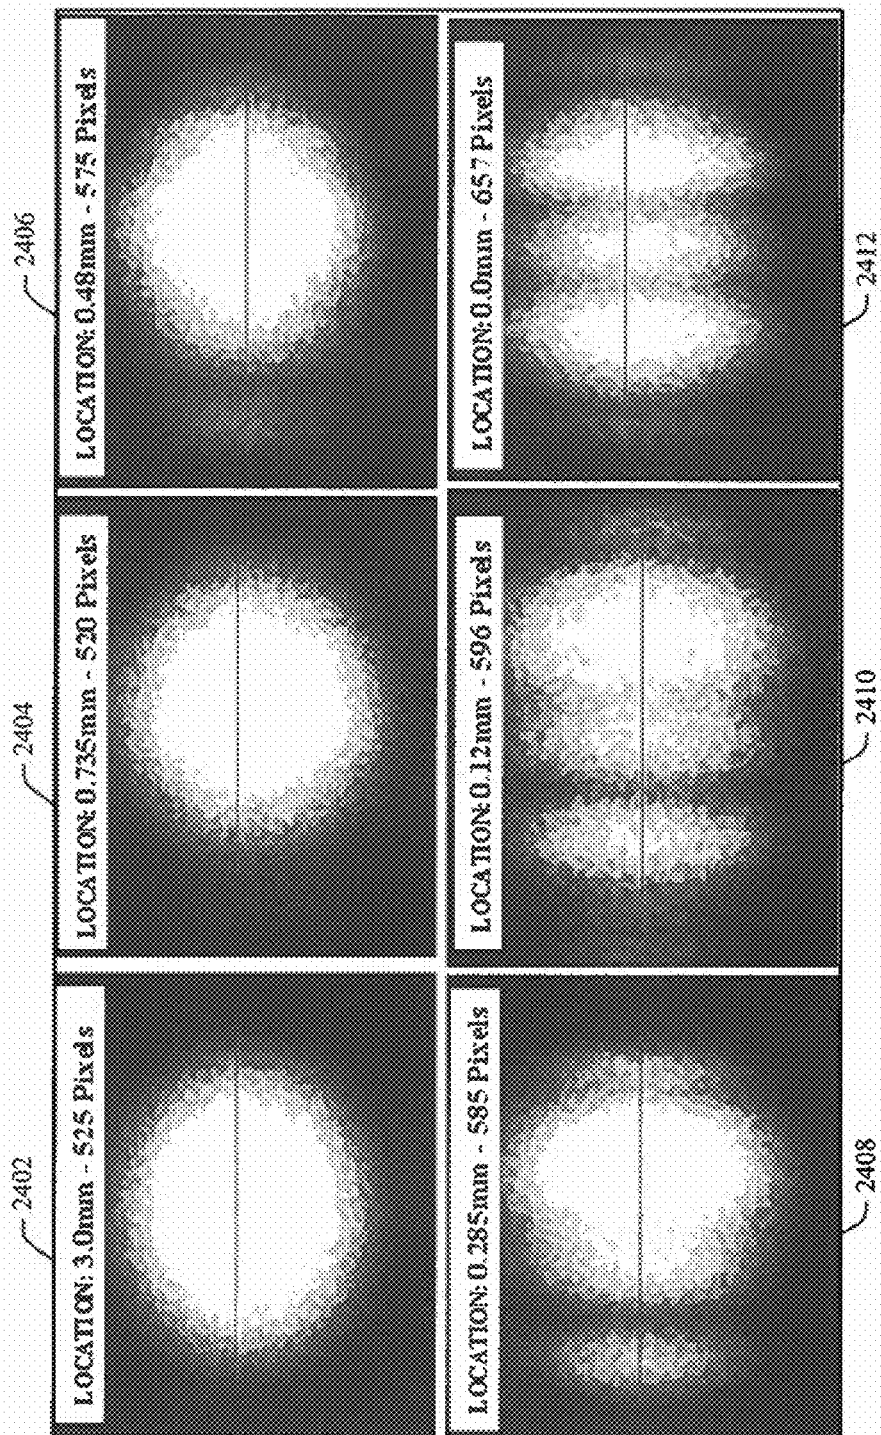 2402
2404
2406
LOCATION: 3.0mm - 525 Pixels
LOCATION: 0.735mm - 520 Pixels
LOCATION: 0.48mm - 575 Pixels
LOCATION: 0.285mm - 585 Pixels
LOCATION: 0.12mm - 596 Pixels
LOCATION: 0.0mm - 657 Pixels
2408
2410
2412